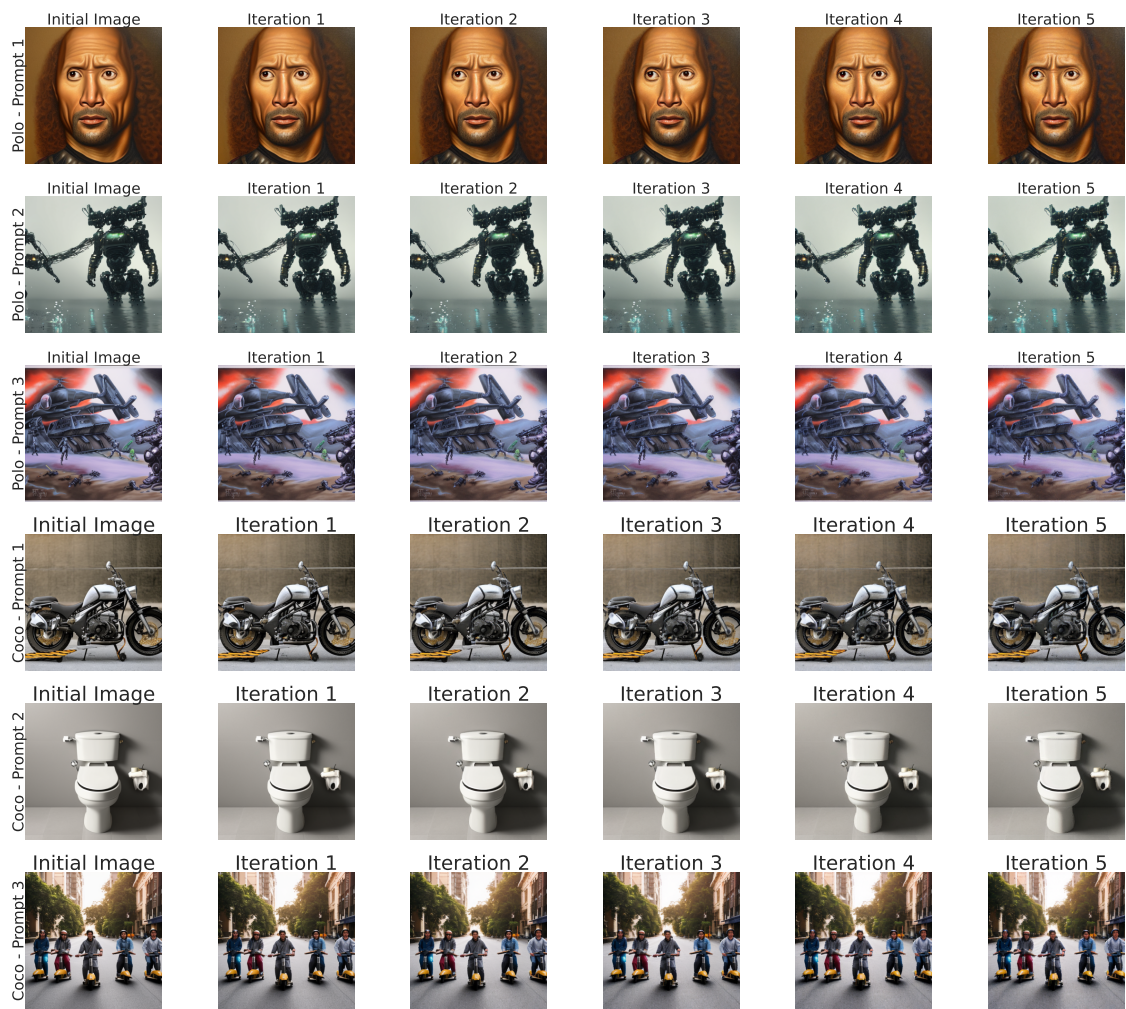 Initial Image Iteration 1 Iteration 2 Iteration 3 Iteration 4 Iteration 5
Polo - Prompt 1
Initial Image Iteration 1 Iteration 2 Iteration 3 Iteration 4 Iteration 5
Polo - Prompt 2
Initial Image Iteration 1 Iteration 2 Iteration 3 Iteration 4 Iteration 5
Polo - Prompt 3
Initial Image Iteration 1 Iteration 2 Iteration 3 Iteration 4 Iteration 5
Coco - Prompt 1
Initial Image Iteration 1 Iteration 2 Iteration 3 Iteration 4 Iteration 5
Coco - Prompt 2
Initial Image Iteration 1 Iteration 2 Iteration 3 Iteration 4 Iteration 5
Coco - Prompt 3